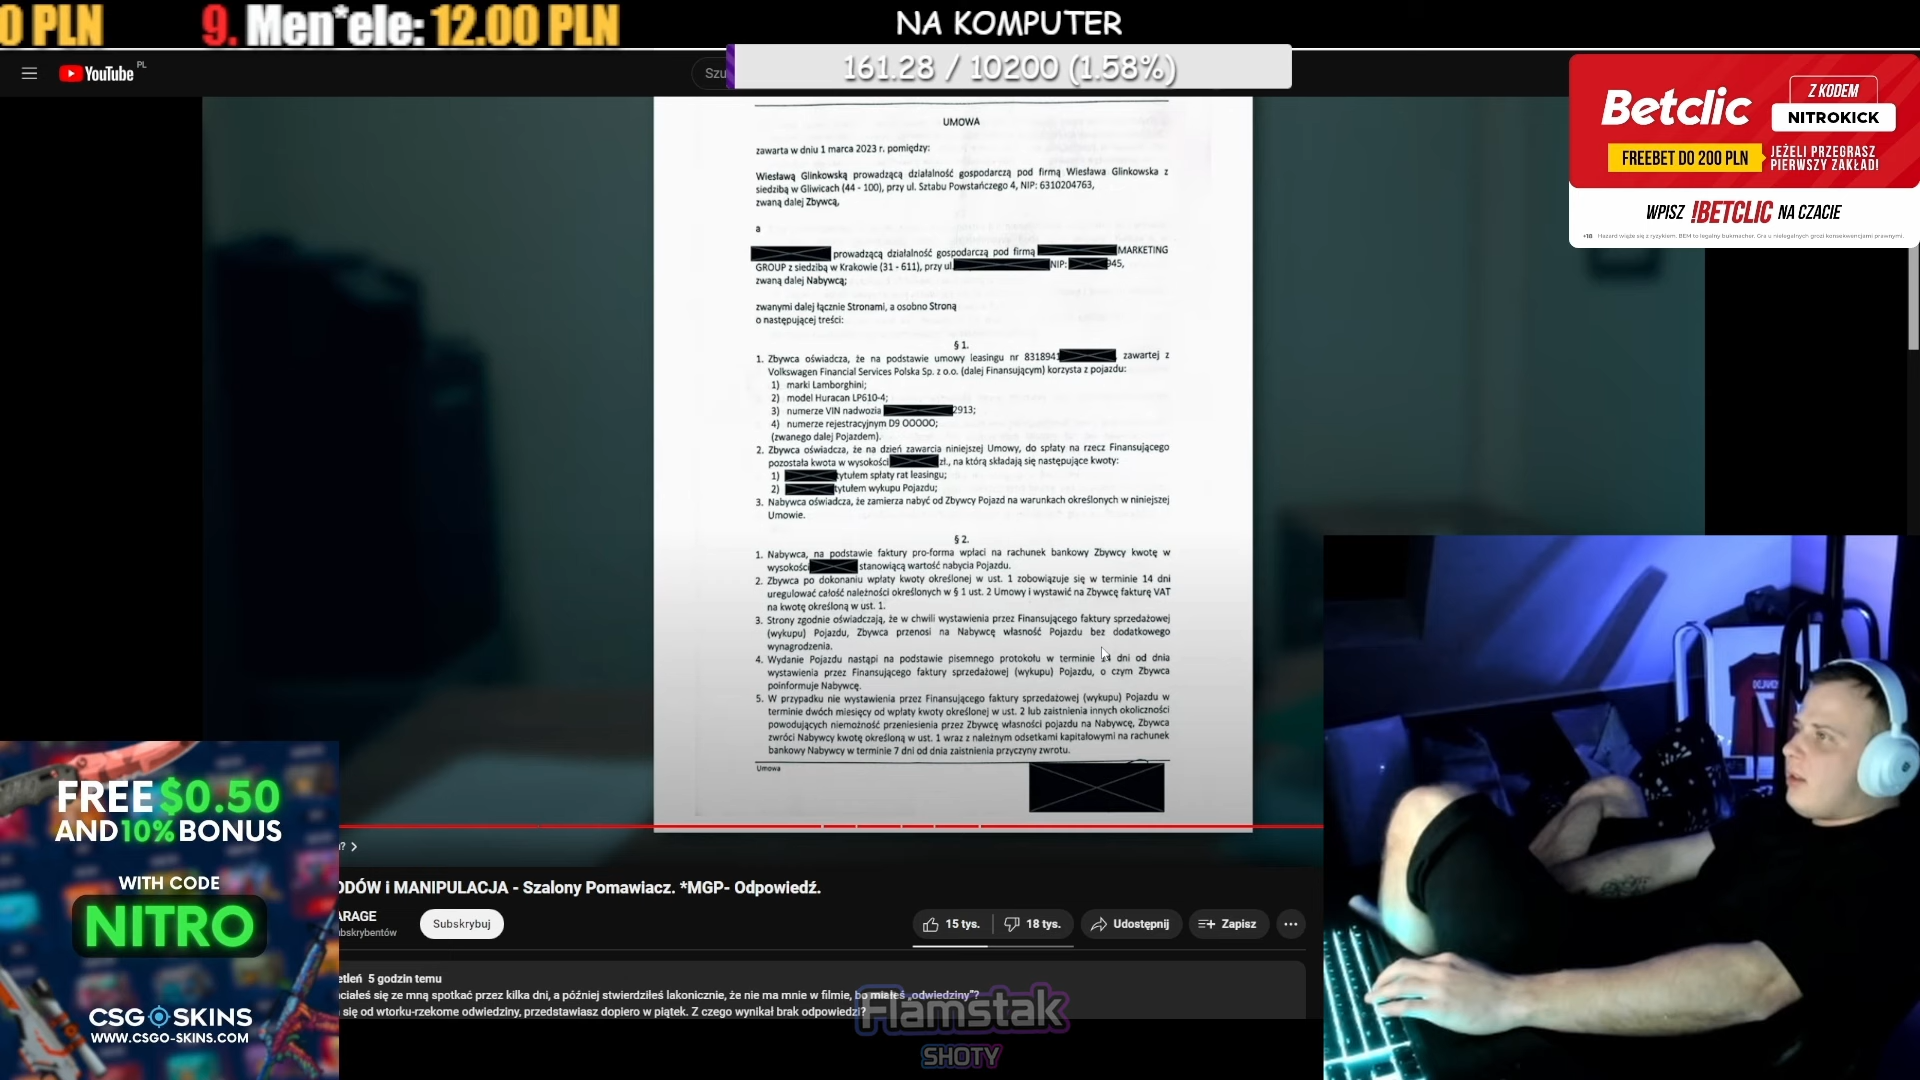 0 PLN
9. Men*ele: 12.00 PLN
NA KOMPUTER
161.28 / 10200 (1.58%)
YouTube PL
Szu
Betclic
Z KODEM
NITROKICK
FREEBET DO 200 PLN
JEŻELI PRZEGRASZ
PIERWSZY ZAKŁAD!
WPISZ !BETCLIC NA CZACIE
+18 Hazard wiąże się z ryzykiem. BEM to legalny bukmacher. Gra u nielegalnych grozi konsekwencjami prawnymi.
UMOWA
zawarta w dniu 1 marca 2023 r. pomiędzy:
Wiesławą Glinkowską prowadzącą działalność gospodarczą pod firmą Wiesława Glinkowska z
siedzibą w Gliwicach (44 - 100), przy ul. Sztabu Powstańczego 4, NIP: 6310204763,
zwaną dalej Zbywcą,
a
prowadzącą działalność gospodarczą pod firmą MARKETING
GROUP z siedzibą w Krakowie (31 - 611), przy ul. NIP: 945,
zwaną dalej Nabywcą;
zwanymi dalej łącznie Stronami, a osobno Stroną
o następującej treści:
§ 1.
1. Zbywca oświadcza, że na podstawie umowy leasingu nr 8318941 zawartej z
Volkswagen Financial Services Polska Sp. z o.o. (dalej Finansującym) korzysta z pojazdu:
1) marki Lamborghini;
2) model Huracan LP610-4;
3) numerze VIN nadwozia 2913;
4) numerze rejestracyjnym D9 OOOOO;
(zwanego dalej Pojazdem).
2. Zbywca oświadcza, że na dzień zawarcia niniejszej Umowy, do spłaty na rzecz Finansującego
pozostała kwota w wysokości zł., na którą składają się następujące kwoty:
1) tytułem spłaty rat leasingu;
2) tytułem wykupu Pojazdu;
3. Nabywca oświadcza, że zamierza nabyć od Zbywcy Pojazd na warunkach określonych w niniejszej
Umowie.
§ 2.
1. Nabywca, na podstawie faktury pro-forma wpłaci na rachunek bankowy Zbywcy kwotę w
wysokości stanowiącą wartość nabycia Pojazdu.
2. Zbywca po dokonaniu wpłaty kwoty określonej w ust. 1 zobowiązuje się w terminie 14 dni
uregulować całość należności określonych w § 1 ust. 2 Umowy i wystawić na Zbywcę fakturę VAT
na kwotę określoną w ust. 1.
3. Strony zgodnie oświadczają, że w chwili wystawienia przez Finansującego faktury sprzedażowej
(wykupu) Pojazdu, Zbywca przenosi na Nabywcę własność Pojazdu bez dodatkowego
wynagrodzenia.
4. Wydanie Pojazdu nastąpi na podstawie pisemnego protokołu w terminie 14 dni od dnia
wystawienia przez Finansującego faktury sprzedażowej (wykupu) Pojazdu, o czym Zbywca
poinformuje Nabywcę.
5. W przypadku nie wystawienia przez Finansującego faktury sprzedażowej (wykupu) Pojazdu w
terminie dwóch miesięcy od wpłaty kwoty określonej w ust. 2 lub zaistnienia innych okoliczności
powodujących niemożność przeniesienia przez Zbywcę własności pojazdu na Nabywcę, Zbywca
zwróci Nabywcy kwotę określoną w ust. 1 wraz z należnym odsetkami kapitałowymi na rachunek
bankowy Nabywcy w terminie 7 dni od dnia zaistnienia przyczyny zwrotu.
Umowa
FREE $0.50
AND 10% BONUS
WITH CODE
NITRO
CSGO SKINS
WWW.CSGO-SKINS.COM
ODÓW i MANIPULACJA - Szalony Pomawiacz. *MGP- Odpowiedź.
ARAGE
bskrybentów
Subskrybuj
15 tys.
18 tys.
Udostępnij
Zapisz
etleń 5 godzin temu
hciałeś się ze mną spotkać przez kilka dni, a później stwierdziłeś lakonicznie, że nie ma mnie w filmie, bo miałeś „odwiedziny”?
się od wtorku-rzekome odwiedziny, przedstawiasz dopiero w piątek. Z czego wynikał brak odpowiedzi?
Flamstak
SHOTY